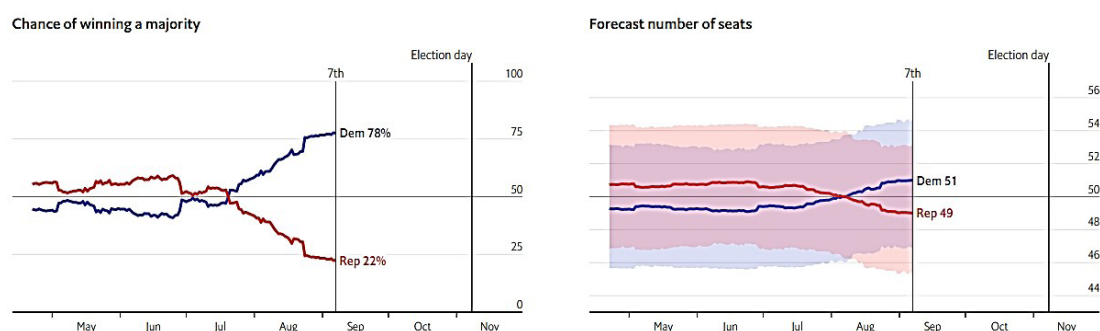 Chance of winning a majority
Election day
7th
100
75
50
25
0
Dem 78%
Rep 22%
May Jun Jul Aug Sep Oct Nov
Forecast number of seats
Election day
7th
56
54
52
50
48
46
44
Dem 51
Rep 49
May Jun Jul Aug Sep Oct Nov